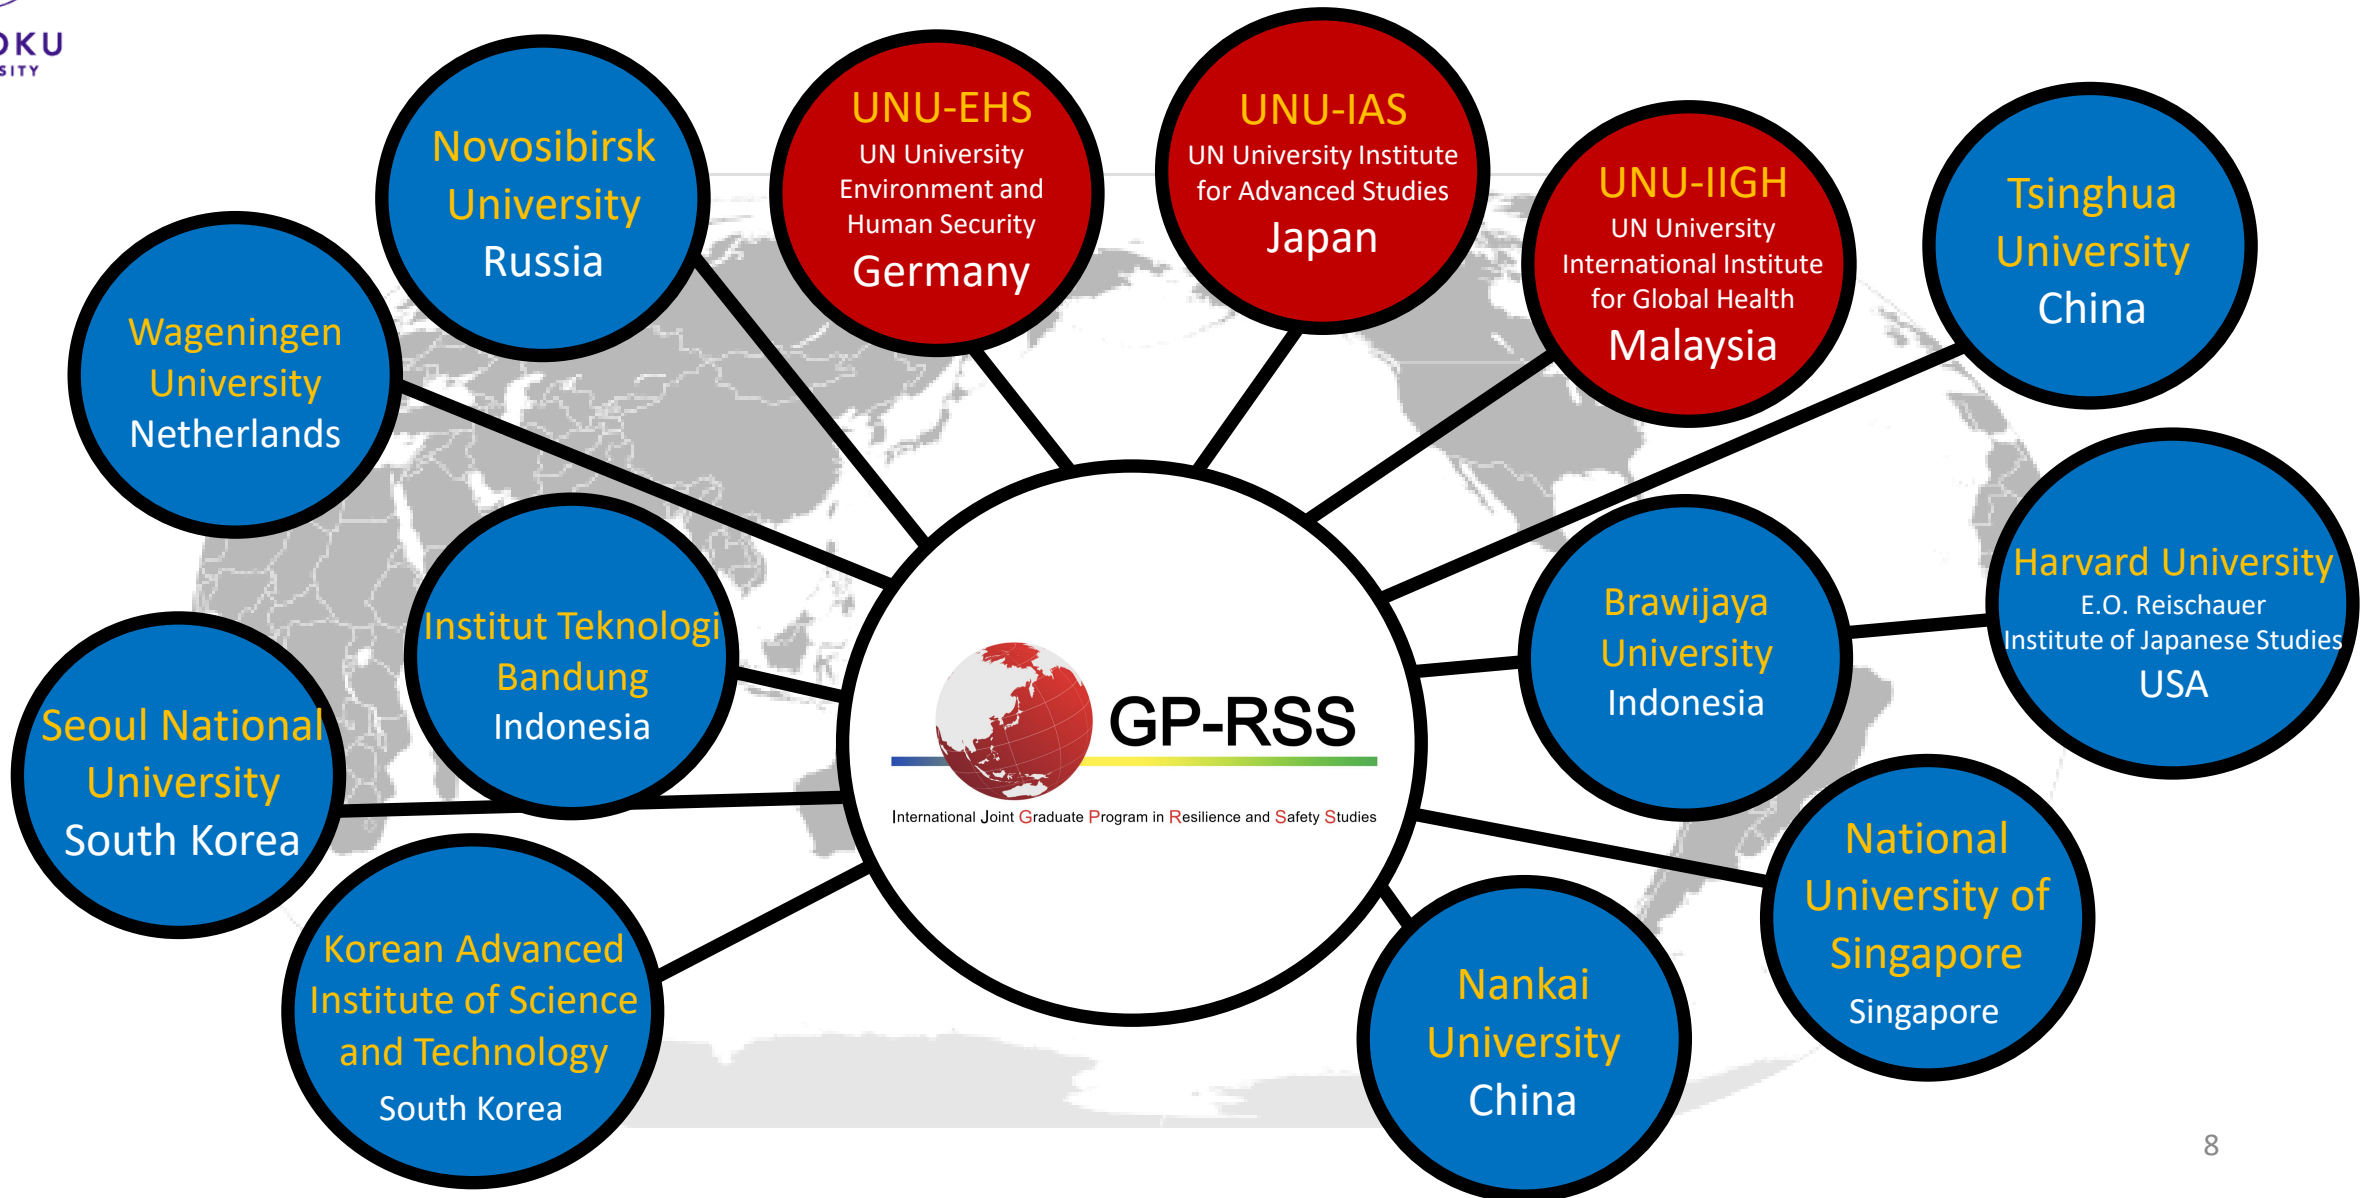 Novosibirsk
University
Russia
UNU-EHS
UN University
Environment and
Human Security
Germany
UNU-IAS
UN University Institute
for Advanced Studies
Japan
UNU-IIGH
UN University
International Institute
for Global Health
Malaysia
Tsinghua
University
China
Wageningen
University
Netherlands
Institut Teknologi
Bandung
Indonesia
Brawijaya
University
Indonesia
Harvard University
E.O. Reischauer
Institute of Japanese Studies
USA
Seoul National
University
South Korea
GP-RSS
International Joint Graduate Program in Resilience and Safety Studies
Korean Advanced
Institute of Science
and Technology
South Korea
Nankai
University
China
National
University of
Singapore
Singapore
8